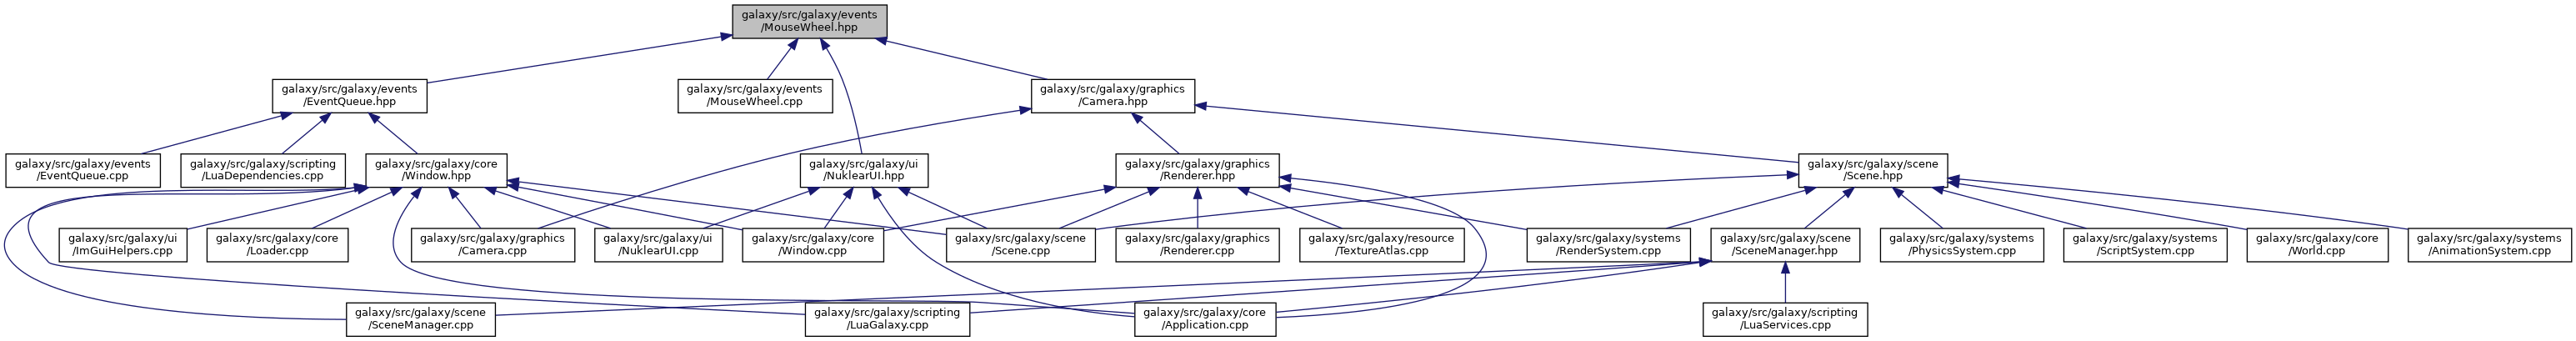 galaxy/src/galaxy/events
/MouseWheel.hpp
galaxy/src/galaxy/events
/EventQueue.hpp
galaxy/src/galaxy/events
/MouseWheel.cpp
galaxy/src/galaxy/graphics
/Camera.hpp
galaxy/src/galaxy/events
/EventQueue.cpp
galaxy/src/galaxy/scripting
/LuaDependencies.cpp
galaxy/src/galaxy/core
/Window.hpp
galaxy/src/galaxy/ui
/NuklearUI.hpp
galaxy/src/galaxy/graphics
/Renderer.hpp
galaxy/src/galaxy/scene
/Scene.hpp
galaxy/src/galaxy/ui
/ImGuiHelpers.cpp
galaxy/src/galaxy/core
/Loader.cpp
galaxy/src/galaxy/graphics
/Camera.cpp
galaxy/src/galaxy/ui
/NuklearUI.cpp
galaxy/src/galaxy/core
/Window.cpp
galaxy/src/galaxy/scene
/Scene.cpp
galaxy/src/galaxy/graphics
/Renderer.cpp
galaxy/src/galaxy/resource
/TextureAtlas.cpp
galaxy/src/galaxy/systems
/RenderSystem.cpp
galaxy/src/galaxy/scene
/SceneManager.hpp
galaxy/src/galaxy/systems
/PhysicsSystem.cpp
galaxy/src/galaxy/systems
/ScriptSystem.cpp
galaxy/src/galaxy/core
/World.cpp
galaxy/src/galaxy/systems
/AnimationSystem.cpp
galaxy/src/galaxy/scene
/SceneManager.cpp
galaxy/src/galaxy/scripting
/LuaGalaxy.cpp
galaxy/src/galaxy/core
/Application.cpp
galaxy/src/galaxy/scripting
/LuaServices.cpp